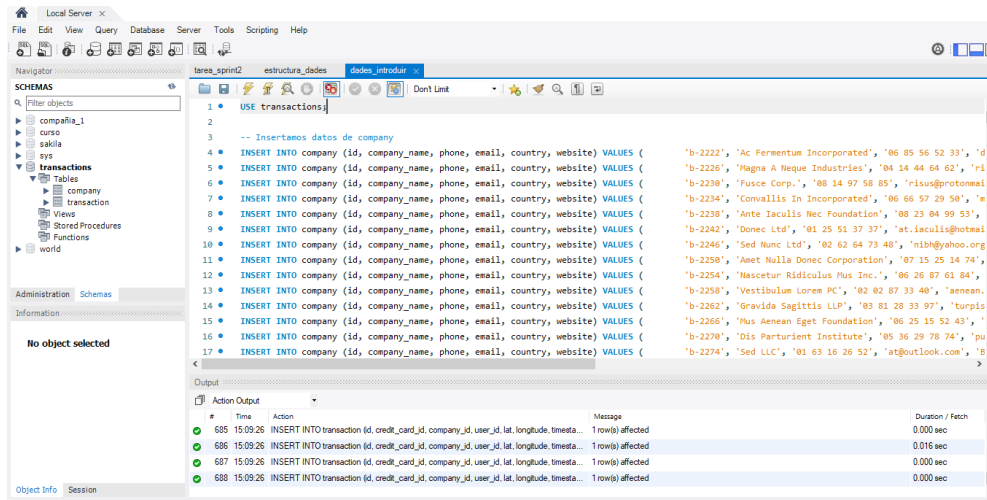 Local Server ×
File Edit View Query Database Server Tools Scripting Help
Navigator
SCHEMAS
Filter objects
compañia_1
curso
sakila
sys
transactions
Tables
company
transaction
Views
Stored Procedures
Functions
world
Administration Schemas
Information
No object selected
Object Info Session
tarea_sprint2 estructura_dades dades_introduir ×
Don't Limit
1 USE transactions;
2
3 -- Insertamos datos de company
4 INSERT INTO company (id, company_name, phone, email, country, website) VALUES ( 'b-2222', 'Ac Fermentum Incorporated', '06 85 56 52 33', 'd
5 INSERT INTO company (id, company_name, phone, email, country, website) VALUES ( 'b-2226', 'Magna A Neque Industries', '04 14 44 64 62', 'ri
6 INSERT INTO company (id, company_name, phone, email, country, website) VALUES ( 'b-2230', 'Fusce Corp.', '08 14 97 58 85', 'risus@protonmai
7 INSERT INTO company (id, company_name, phone, email, country, website) VALUES ( 'b-2234', 'Convallis In Incorporated', '06 66 57 29 50', 'm
8 INSERT INTO company (id, company_name, phone, email, country, website) VALUES ( 'b-2238', 'Ante Iaculis Nec Foundation', '08 23 04 99 53',
9 INSERT INTO company (id, company_name, phone, email, country, website) VALUES ( 'b-2242', 'Donec Ltd', '01 25 51 37 37', 'at.iaculis@hotmai
10 INSERT INTO company (id, company_name, phone, email, country, website) VALUES ( 'b-2246', 'Sed Nunc Ltd', '02 62 64 73 48', 'nibh@yahoo.org
11 INSERT INTO company (id, company_name, phone, email, country, website) VALUES ( 'b-2250', 'Amet Nulla Donec Corporation', '07 15 25 14 74',
12 INSERT INTO company (id, company_name, phone, email, country, website) VALUES ( 'b-2254', 'Nascetur Ridiculus Mus Inc.', '06 26 87 61 84',
13 INSERT INTO company (id, company_name, phone, email, country, website) VALUES ( 'b-2258', 'Vestibulum Lorem PC', '02 02 87 33 40', 'aenean.
14 INSERT INTO company (id, company_name, phone, email, country, website) VALUES ( 'b-2262', 'Gravida Sagittis LLP', '03 81 28 33 97', 'turpis
15 INSERT INTO company (id, company_name, phone, email, country, website) VALUES ( 'b-2266', 'Mus Aenean Eget Foundation', '06 25 15 52 43', '
16 INSERT INTO company (id, company_name, phone, email, country, website) VALUES ( 'b-2270', 'Dis Parturient Institute', '05 36 29 78 74', 'pu
17 INSERT INTO company (id, company_name, phone, email, country, website) VALUES ( 'b-2274', 'Sed LLC', '01 63 16 26 52', 'at@outlook.com', 'B
Output
Action Output
# Time Action Message Duration / Fetch
685 15:09:26 INSERT INTO transaction (id, credit_card_id, company_id, user_id, lat, longitude, timesta... 1 row(s) affected 0.000 sec
686 15:09:26 INSERT INTO transaction (id, credit_card_id, company_id, user_id, lat, longitude, timesta... 1 row(s) affected 0.016 sec
687 15:09:26 INSERT INTO transaction (id, credit_card_id, company_id, user_id, lat, longitude, timesta... 1 row(s) affected 0.000 sec
688 15:09:26 INSERT INTO transaction (id, credit_card_id, company_id, user_id, lat, longitude, timesta... 1 row(s) affected 0.000 sec